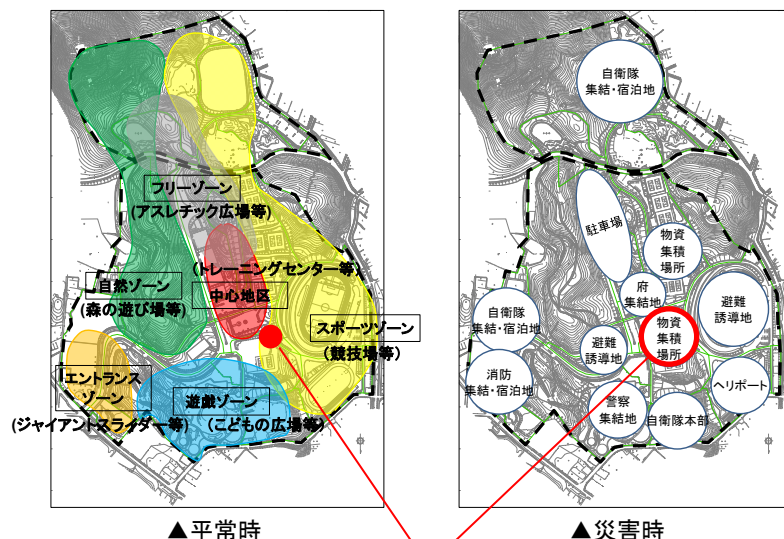 フリーゾーン
(アスレチック広場等)
(トレーニングセンター等)
中心地区
自然ゾーン
(森の遊び場等)
スポーツゾーン
(競技場等)
エントランス
ゾーン
(ジャイアントスライダー等)
遊戯ゾーン
(こどもの広場等)
▲平常時
自衛隊
集結・宿泊地
駐車場
物資
集積
場所
府
集結地
避難
誘導地
自衛隊
集結・宿泊地
物資
集積
場所
避難
誘導地
消防
集結・宿泊地
ヘリポート
警察
集結地
自衛隊本部
▲災害時